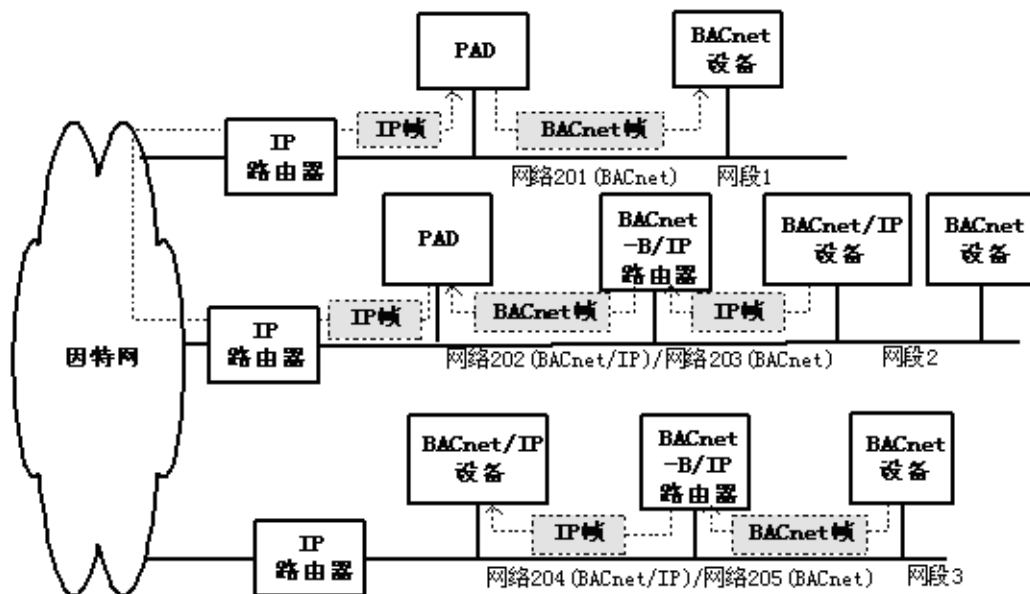 PAD
BACnet
设备
IP
路由器
IP帧
BACnet帧
网络201(BACnet)
网段1
PAD
BACnet
-B/IP
路由器
BACnet/IP
设备
BACnet
设备
因特网
IP
路由器
IP帧
BACnet帧
IP帧
网络202(BACnet/IP)/网络203(BACnet)
网段2
BACnet/IP
设备
BACnet
-B/IP
路由器
BACnet
设备
IP
路由器
IP帧
BACnet帧
网络204(BACnet/IP)/网络205(BACnet)
网段3